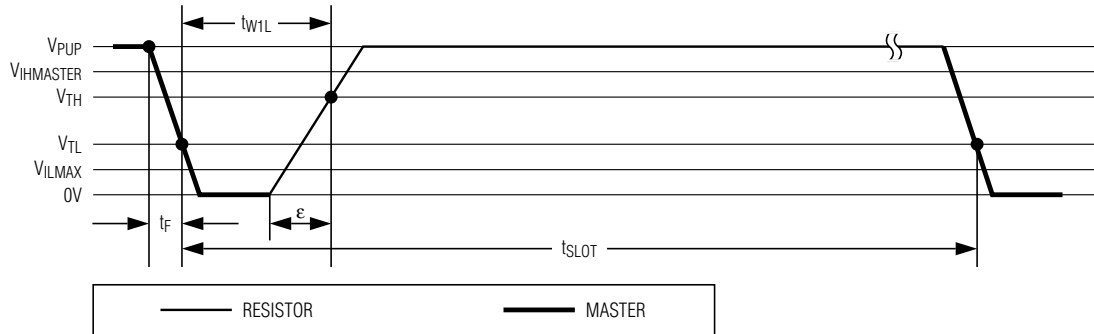 tW1L
VPUP
VIHMASTER
VTH
VTL
VILMAX
0V
tF
ε
tSLOT
RESISTOR
MASTER